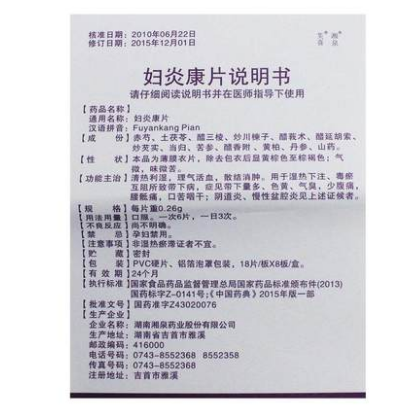 核准日期：2010年06月22日
修订日期：2015年12月01日
妇炎康片说明书
请仔细阅读说明书并在医师指导下使用
【药品名称】
通用名称：妇炎康片
汉语拼音：Fuyankang Pian
【成　　份】赤芍、土茯苓、醋三棱、炒川楝子、醋莪术、醋延胡索、
炒芡实、当归、苦参、醋香附、黄柏、丹参、山药。
【性　　状】本品为薄膜衣片，除去包衣后显黄棕色至棕褐色；气
微，味微苦。
【功能主治】清热利湿，理气活血，散结消肿。用于湿热下注、毒瘀
互阻所致带下病，症见带下量多、色黄、气臭，少腹痛，
腰骶痛，口苦咽干；阴道炎、慢性盆腔炎见上述证候者。
【规　　格】每片重0.26g
【用法用量】口服。一次6片，一日3次。
【不良反应】尚不明确。
【禁　　忌】孕妇禁用。
【注意事项】非湿热瘀滞证者不宜。
【贮　　藏】密封
【包　　装】PVC硬片、铝箔泡罩包装，18片/板X8板/盒。
【有 效 期】24个月
【执行标准】国家食品药品监督管理总局国家药品标准颁布件(2013)
国药标字Z-0141号；《中国药典》2015年版一部
【批准文号】国药准字Z43020076
【生产企业】
企业名称：湖南湘泉药业股份有限公司
生产地址：湖南省吉首市雅溪
邮政编码：416000
电话号码：0743-8552368　8552358
传真号码：0743-8552368
注册地址：吉首市雅溪